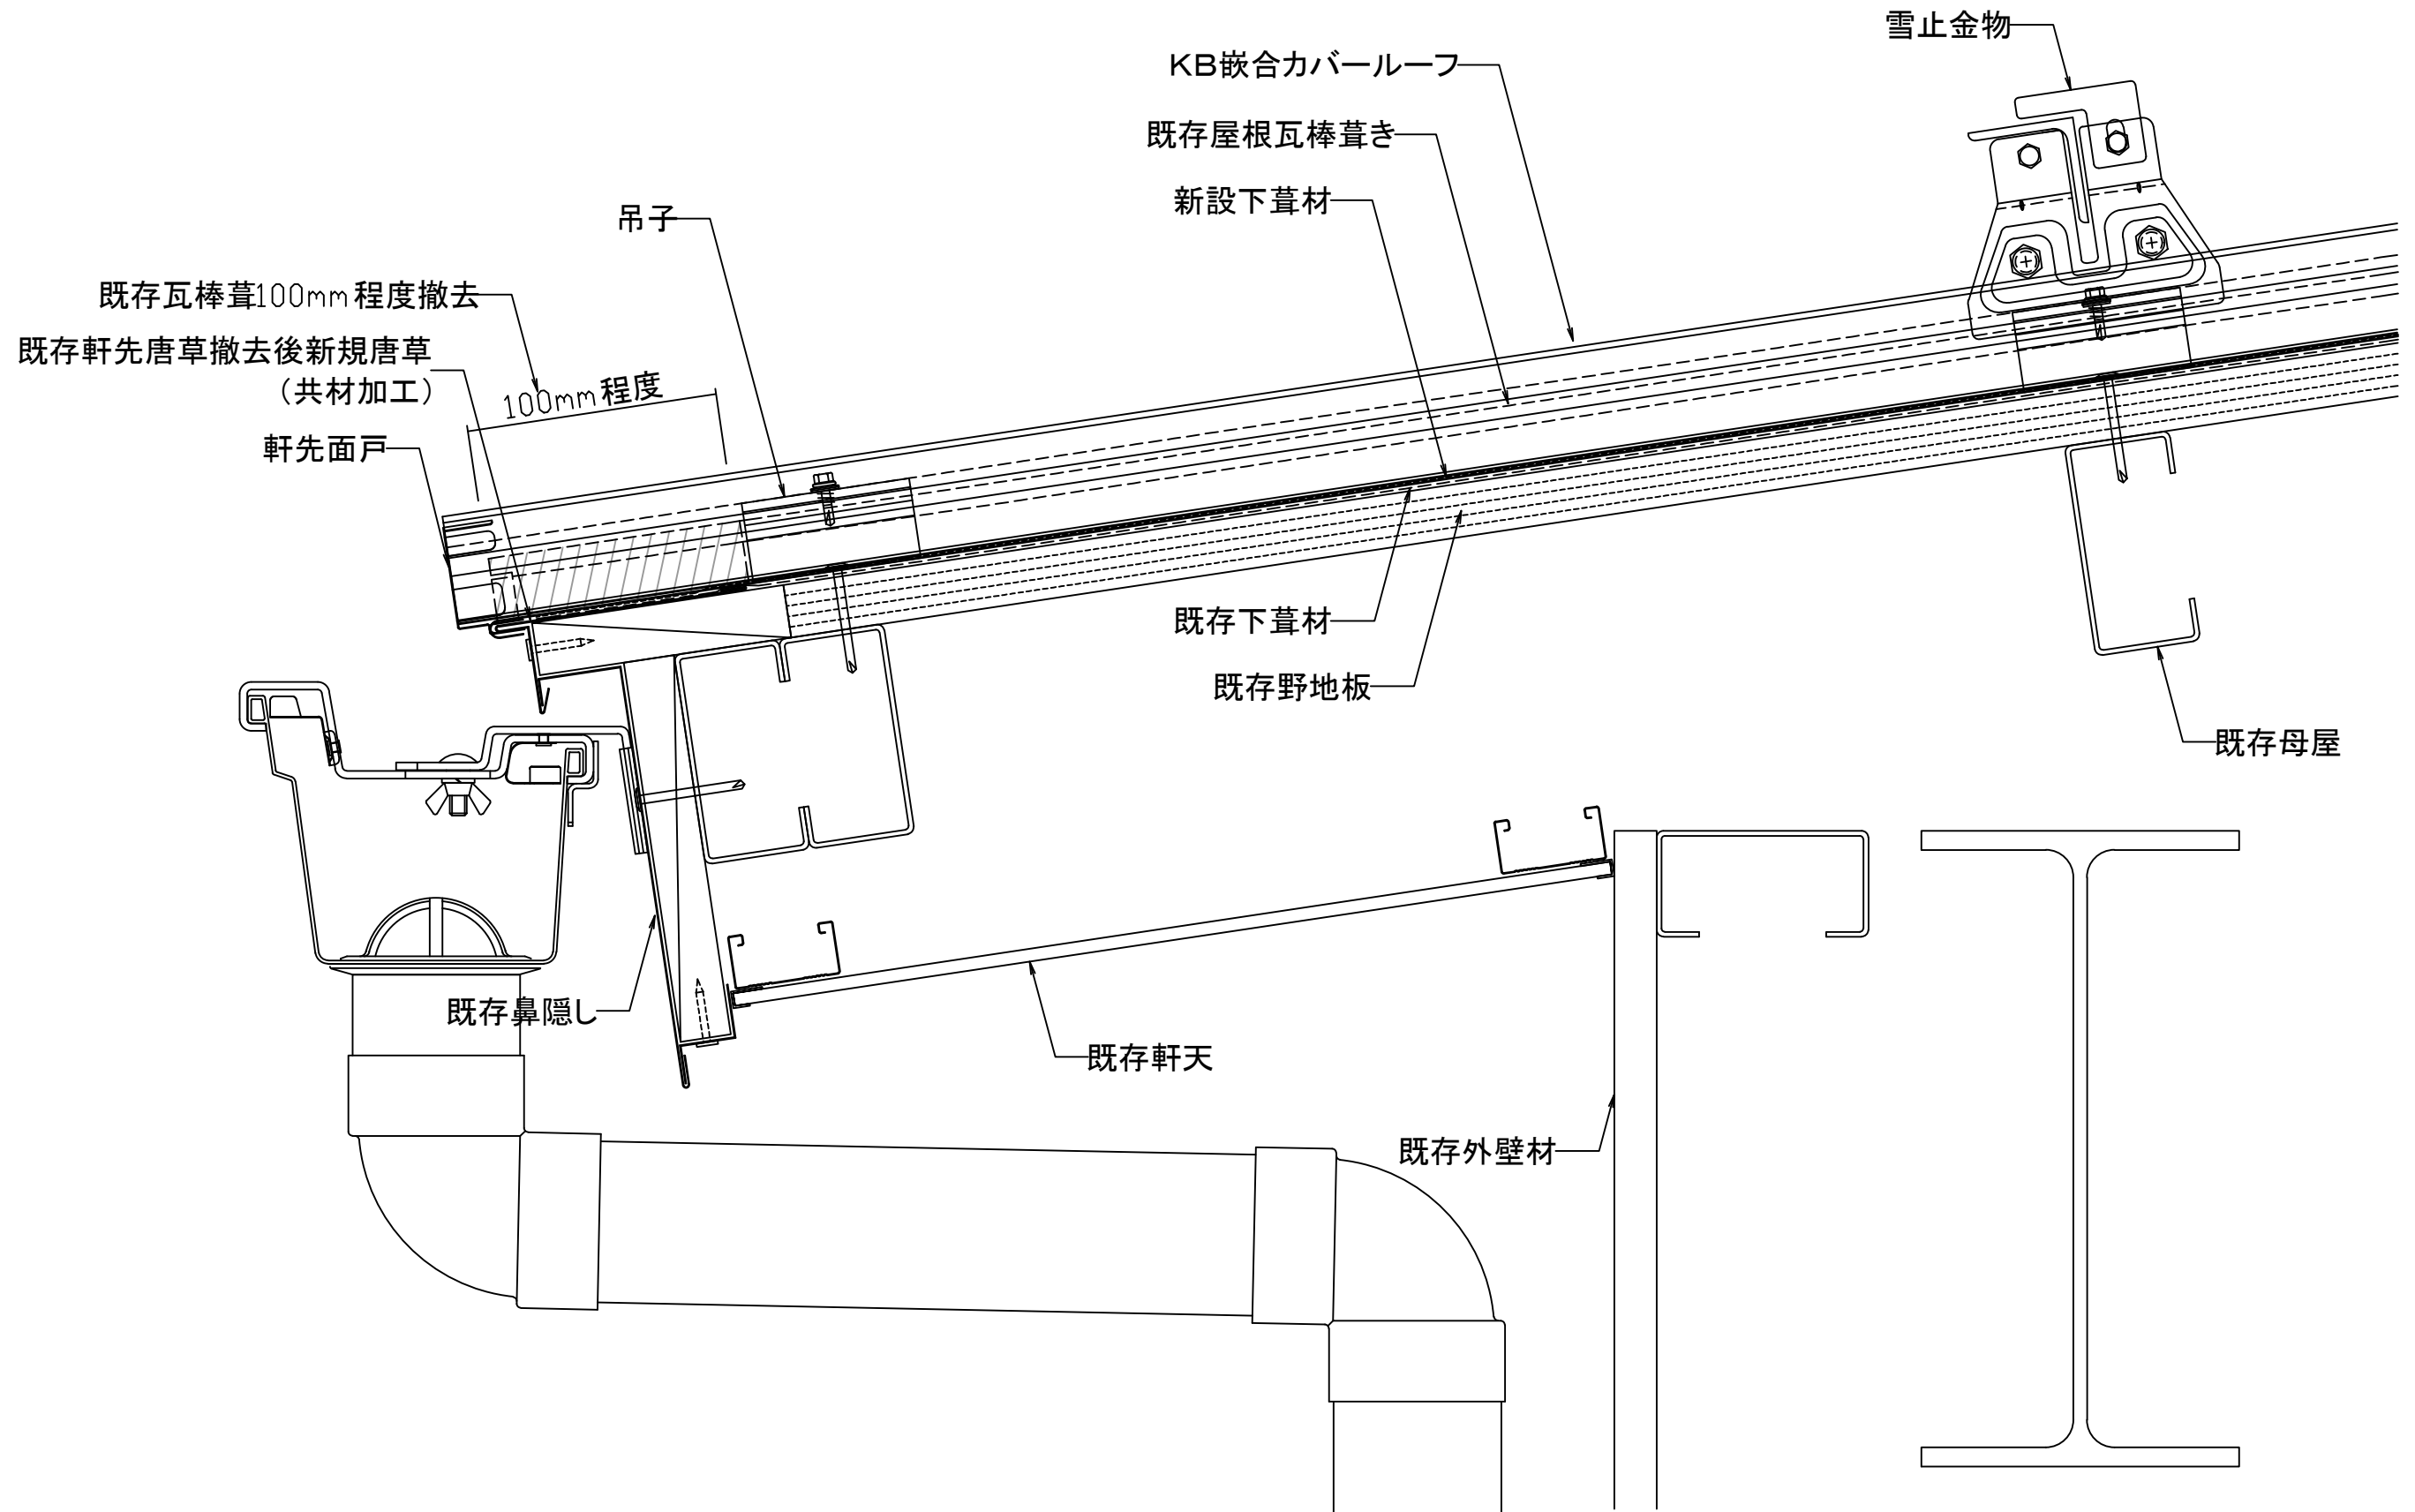 雪止金物
KB嵌合カバールーフ
既存屋根瓦棒葺き
新設下葺材
吊子
既存瓦棒葺100mm程度撤去
既存軒先唐草撤去後新規唐草
（共材加工）
100mm程度
軒先面戸
既存下葺材
既存野地板
既存母屋
既存鼻隠し
既存軒天
既存外壁材